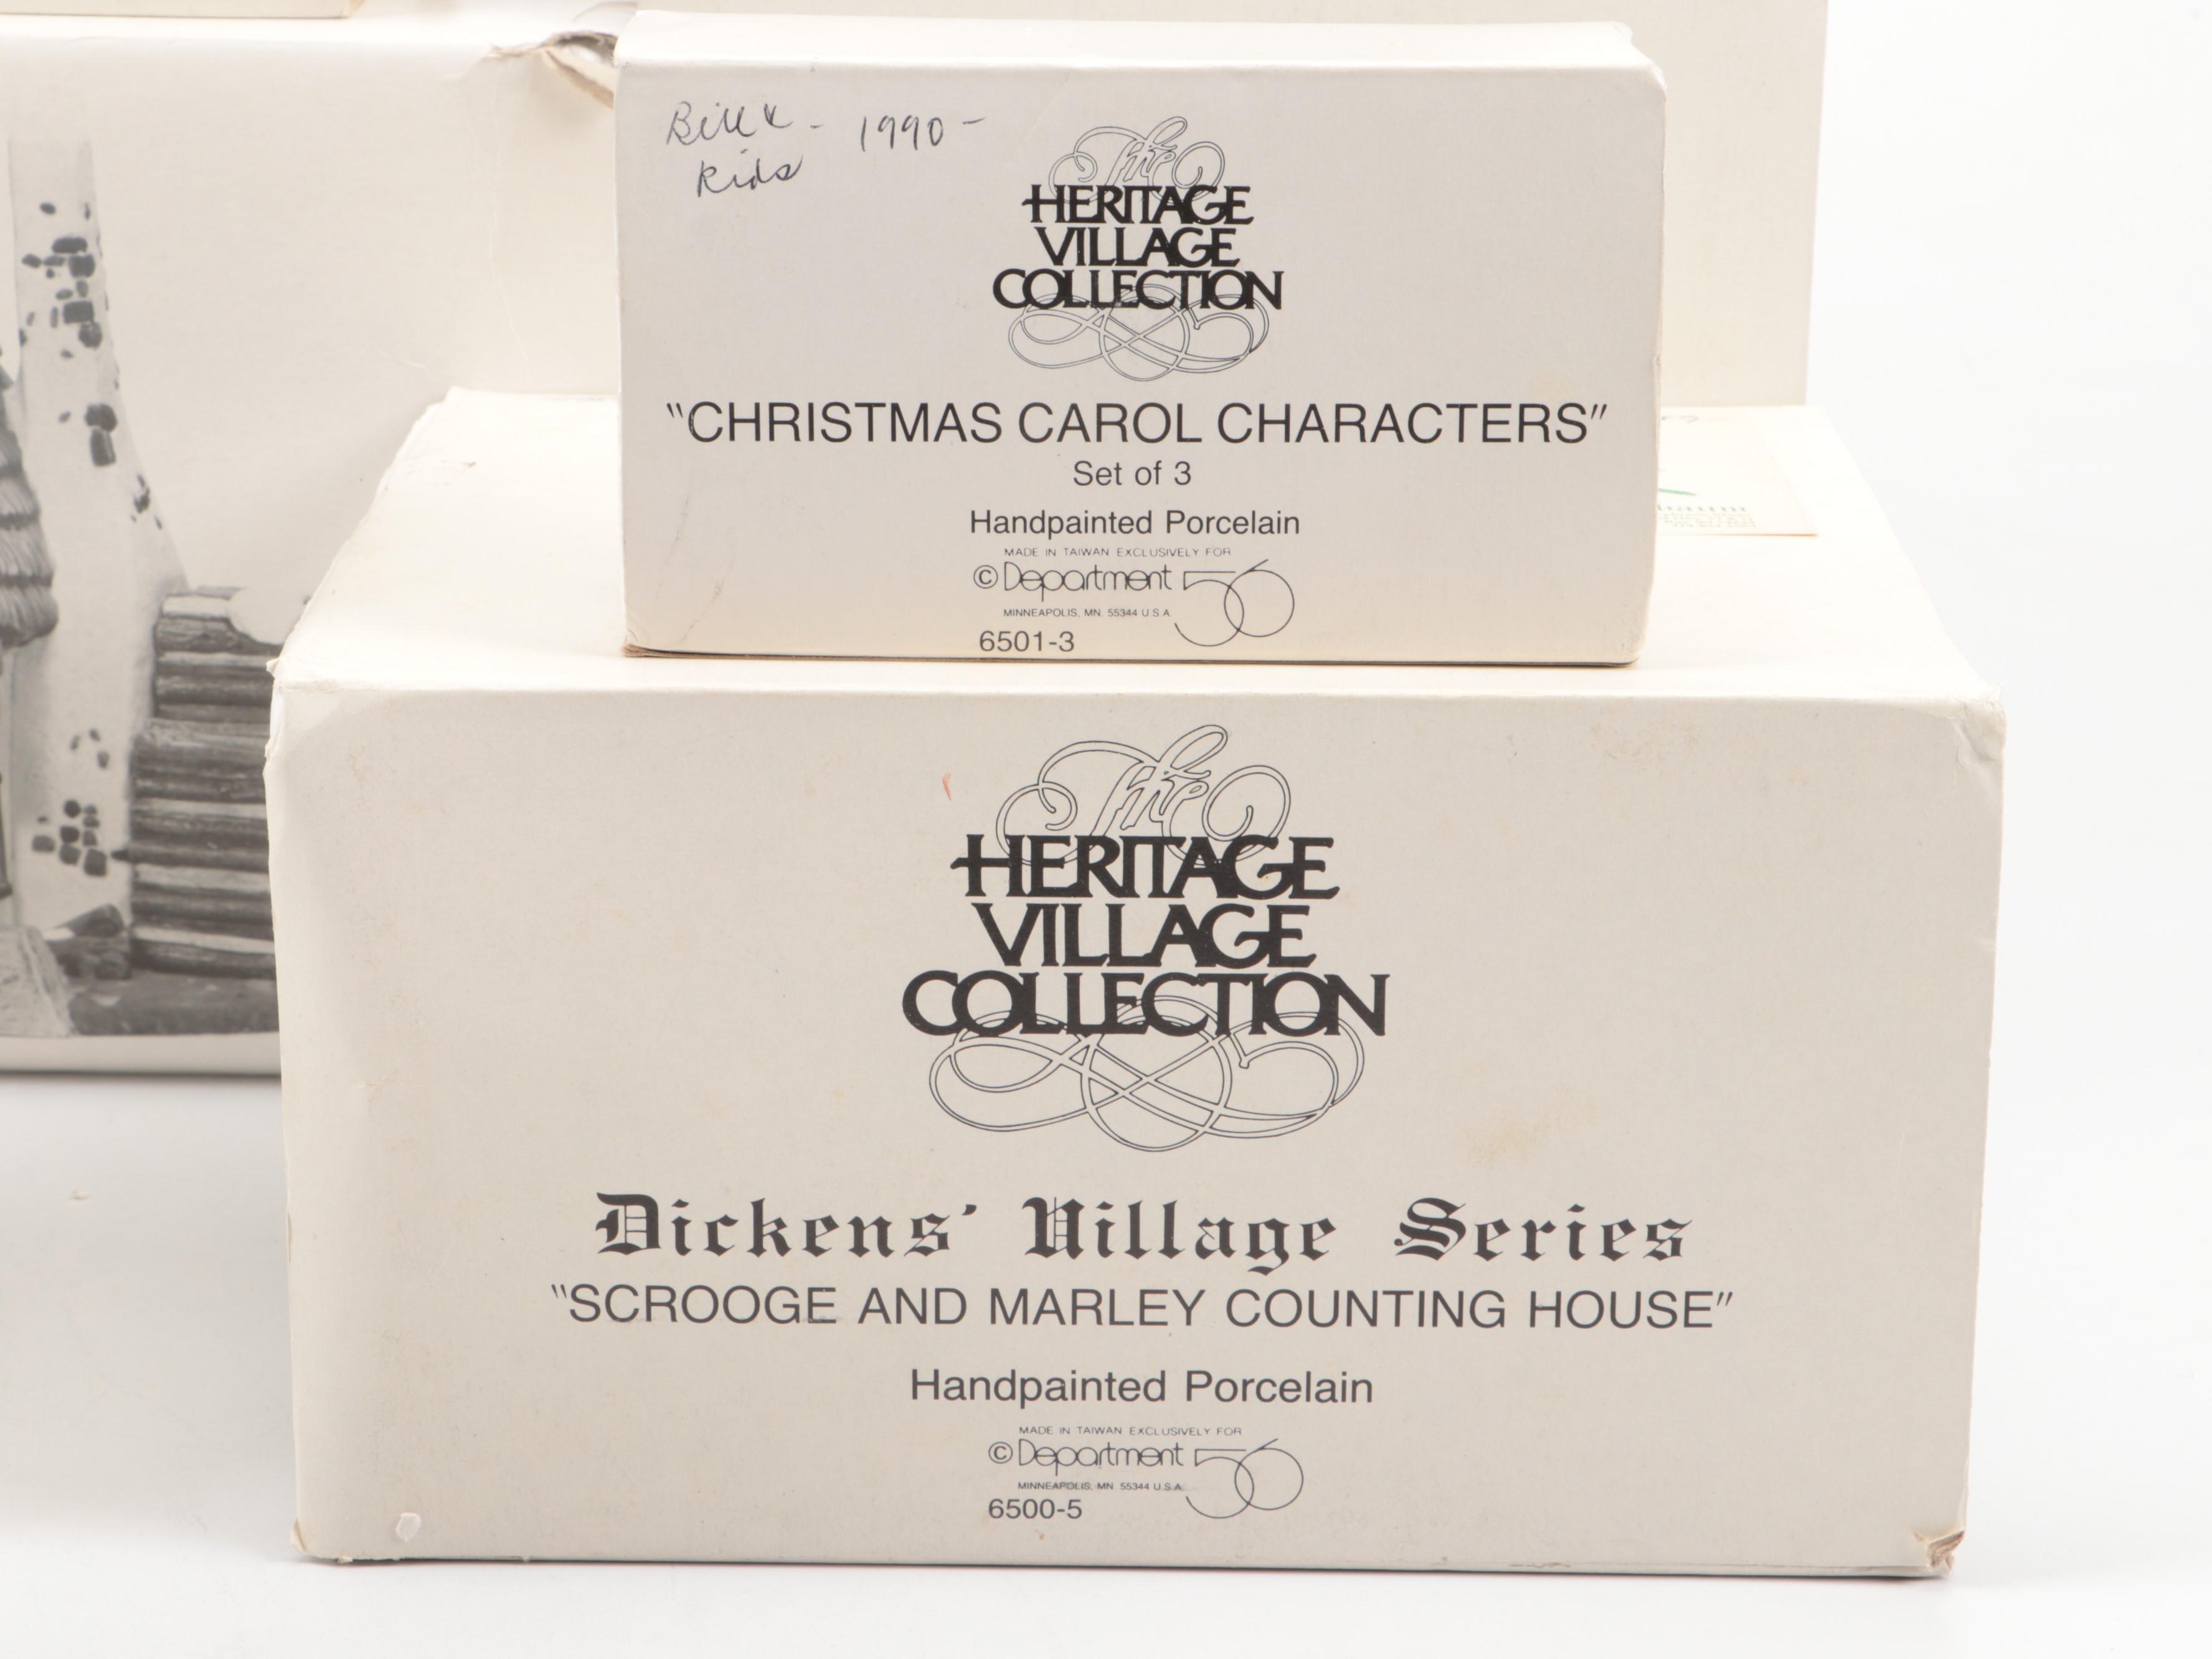 Bill & - 1990 -
Kids
The
HERITAGE
VILLAGE
COLLECTION
"CHRISTMAS CAROL CHARACTERS"
Set of 3
Handpainted Porcelain
MADE IN TAIWAN EXCLUSIVELY FOR
© Department 56
MINNEAPOLIS, MN 55344 U.S.A.
6501-3
The
HERITAGE
VILLAGE
COLLECTION
Dickens' Village Series
"SCROOGE AND MARLEY COUNTING HOUSE"
Handpainted Porcelain
MADE IN TAIWAN EXCLUSIVELY FOR
© Department 56
MINNEAPOLIS, MN 55344 U.S.A.
6500-5